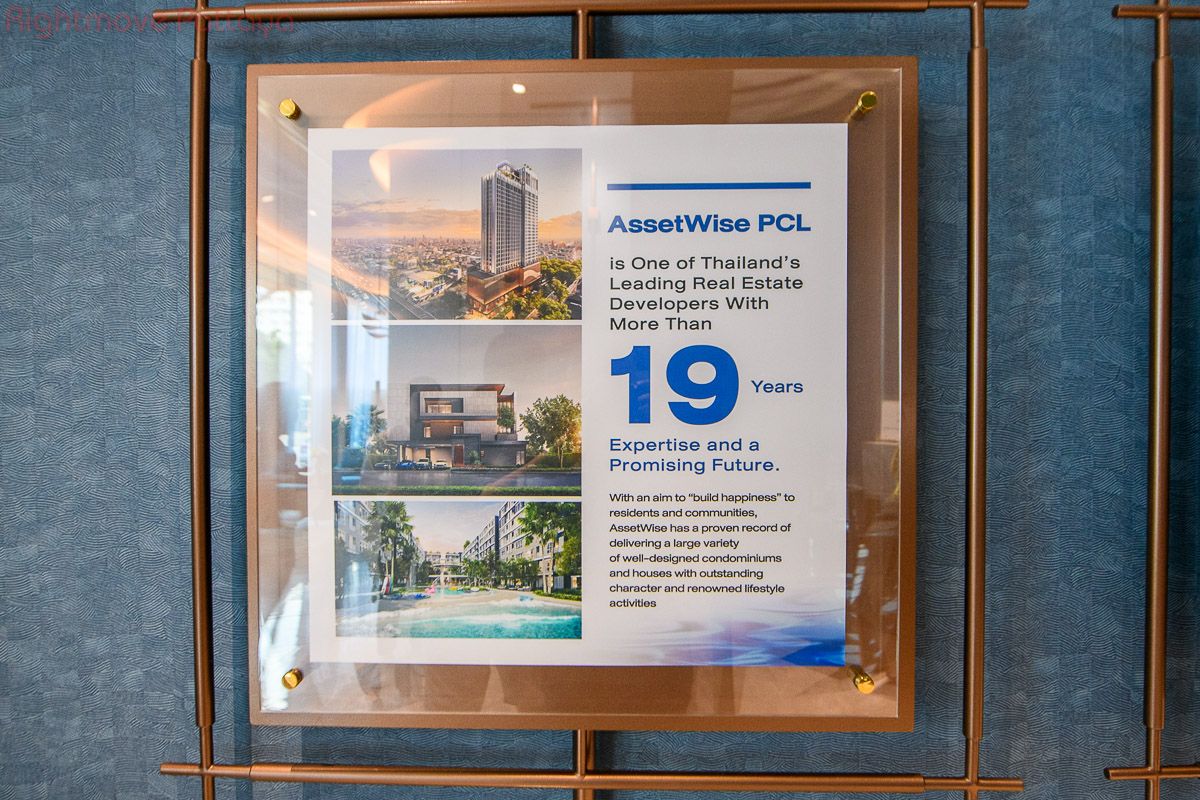 Rightmove Pattaya
AssetWise PCL
is One of Thailand's
Leading Real Estate
Developers With
More Than
19 Years
Expertise and a
Promising Future.
With an aim to “build happiness” to
residents and communities,
AssetWise has a proven record of
delivering a large variety
of well-designed condominiums
and houses with outstanding
character and renowned lifestyle
activities